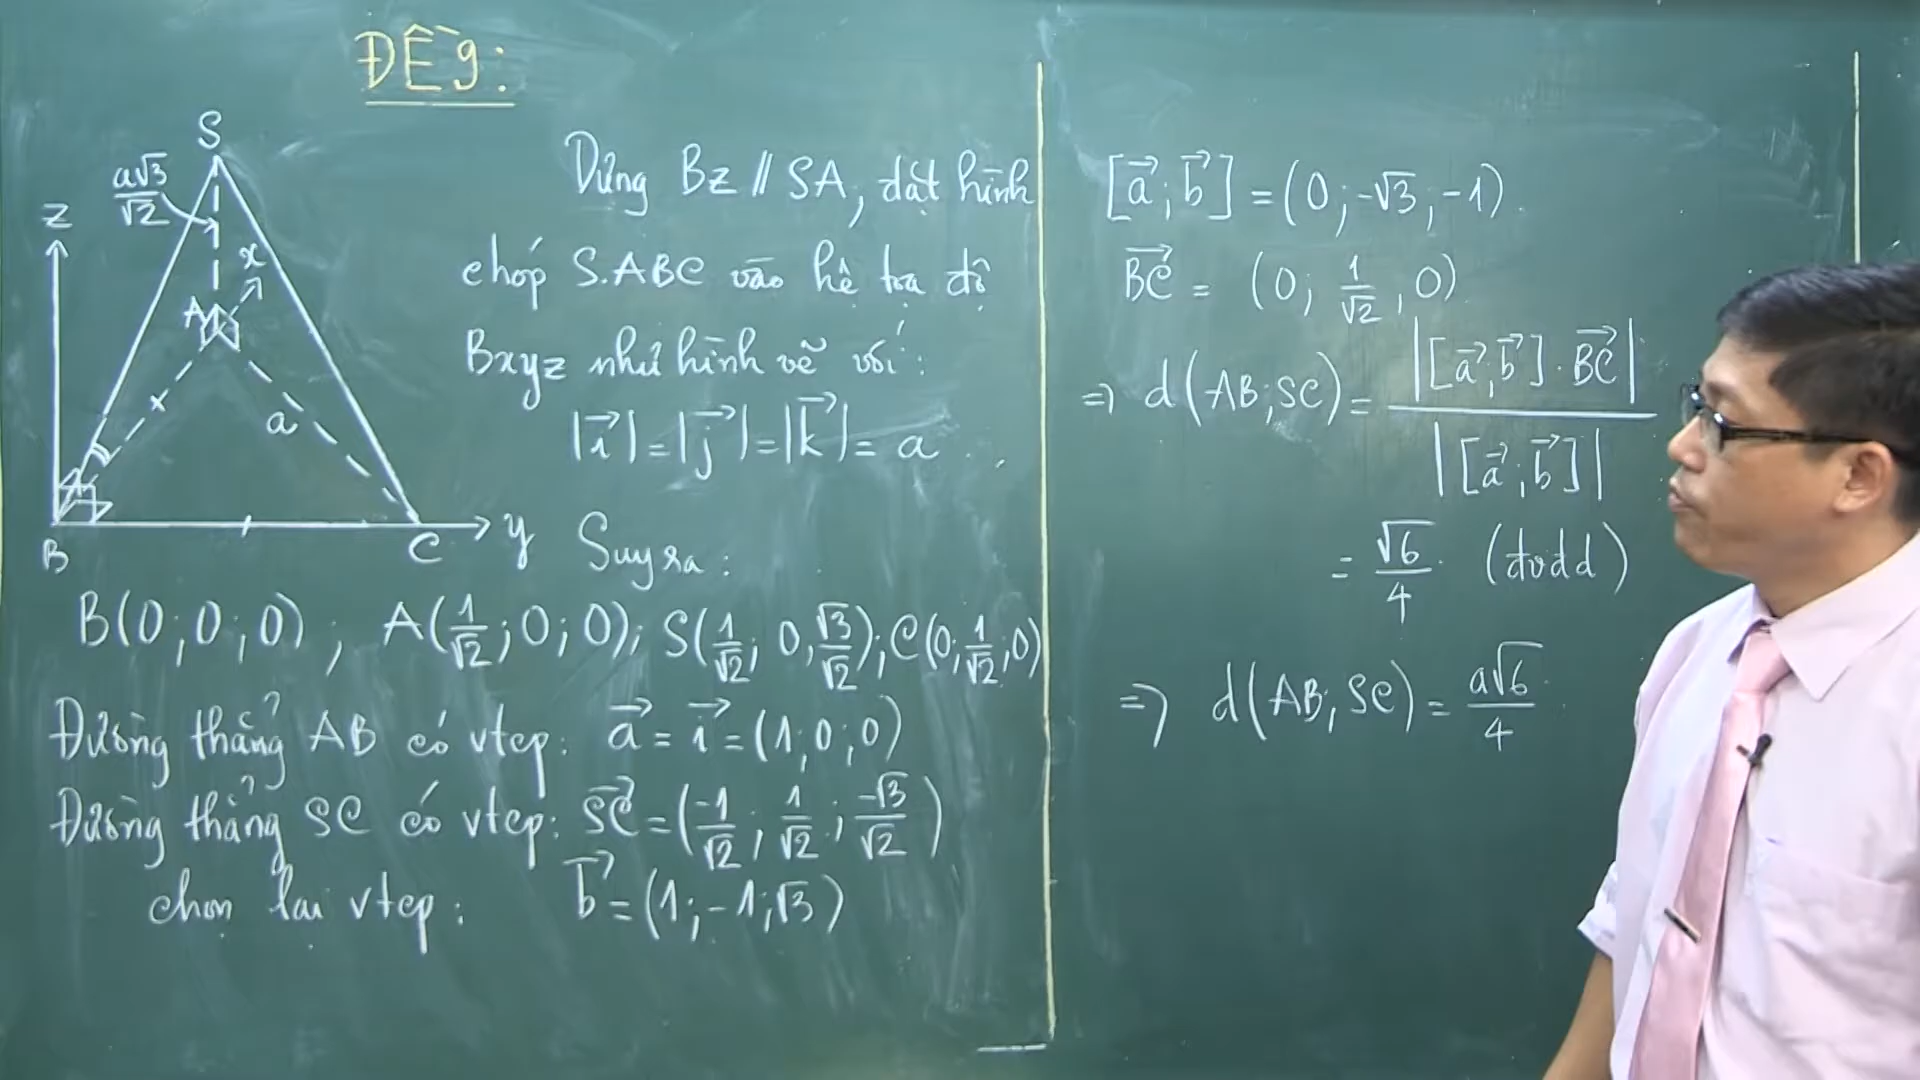 ĐỀ 9:
S
a√3/√2
z
x
A
x
a
B
C
y
Dựng Bz // SA, đặt hình
chóp S.ABC vào hệ tọa độ
Bxyz như hình vẽ với:
|i⃗| = |j⃗| = |k⃗| = a
Suy ra:
B(0;0;0), A(1/√2;0;0); S(1/√2; 0, √3/√2); C(0; 1/√2; 0)
Đường thẳng AB có vtcp: a⃗ = i⃗ = (1;0;0)
Đường thẳng SC có vtcp: SC⃗ = (-1/√2; 1/√2; -√3/√2)
chọn lại vtcp: b⃗ = (1;-1;√3)
[a⃗;b⃗] = (0;-√3;-1).
BC⃗ = (0; 1/√2, 0)
⇒ d(AB;SC) = |[a⃗,b⃗].BC⃗| / |[a⃗;b⃗]|
= √6/4. (đvđd)
⇒ d(AB,SC) = a√6/4.